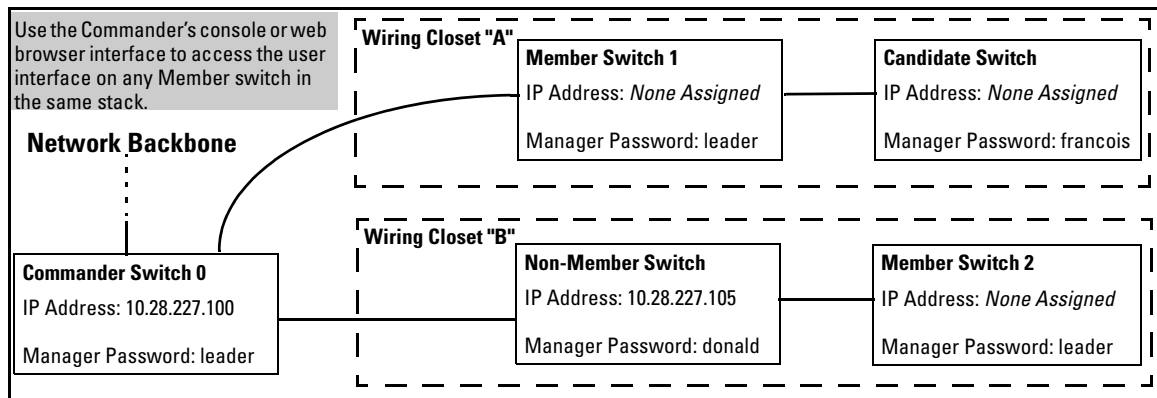 Use the Commander's console or web
browser interface to access the user
interface on any Member switch in
the same stack.
Network Backbone
Commander Switch 0
IP Address: 10.28.227.100
Manager Password: leader
Wiring Closet "A"
Member Switch 1
IP Address: None Assigned
Manager Password: leader
Candidate Switch
IP Address: None Assigned
Manager Password: francois
Wiring Closet "B"
Non-Member Switch
IP Address: 10.28.227.105
Manager Password: donald
Member Switch 2
IP Address: None Assigned
Manager Password: leader